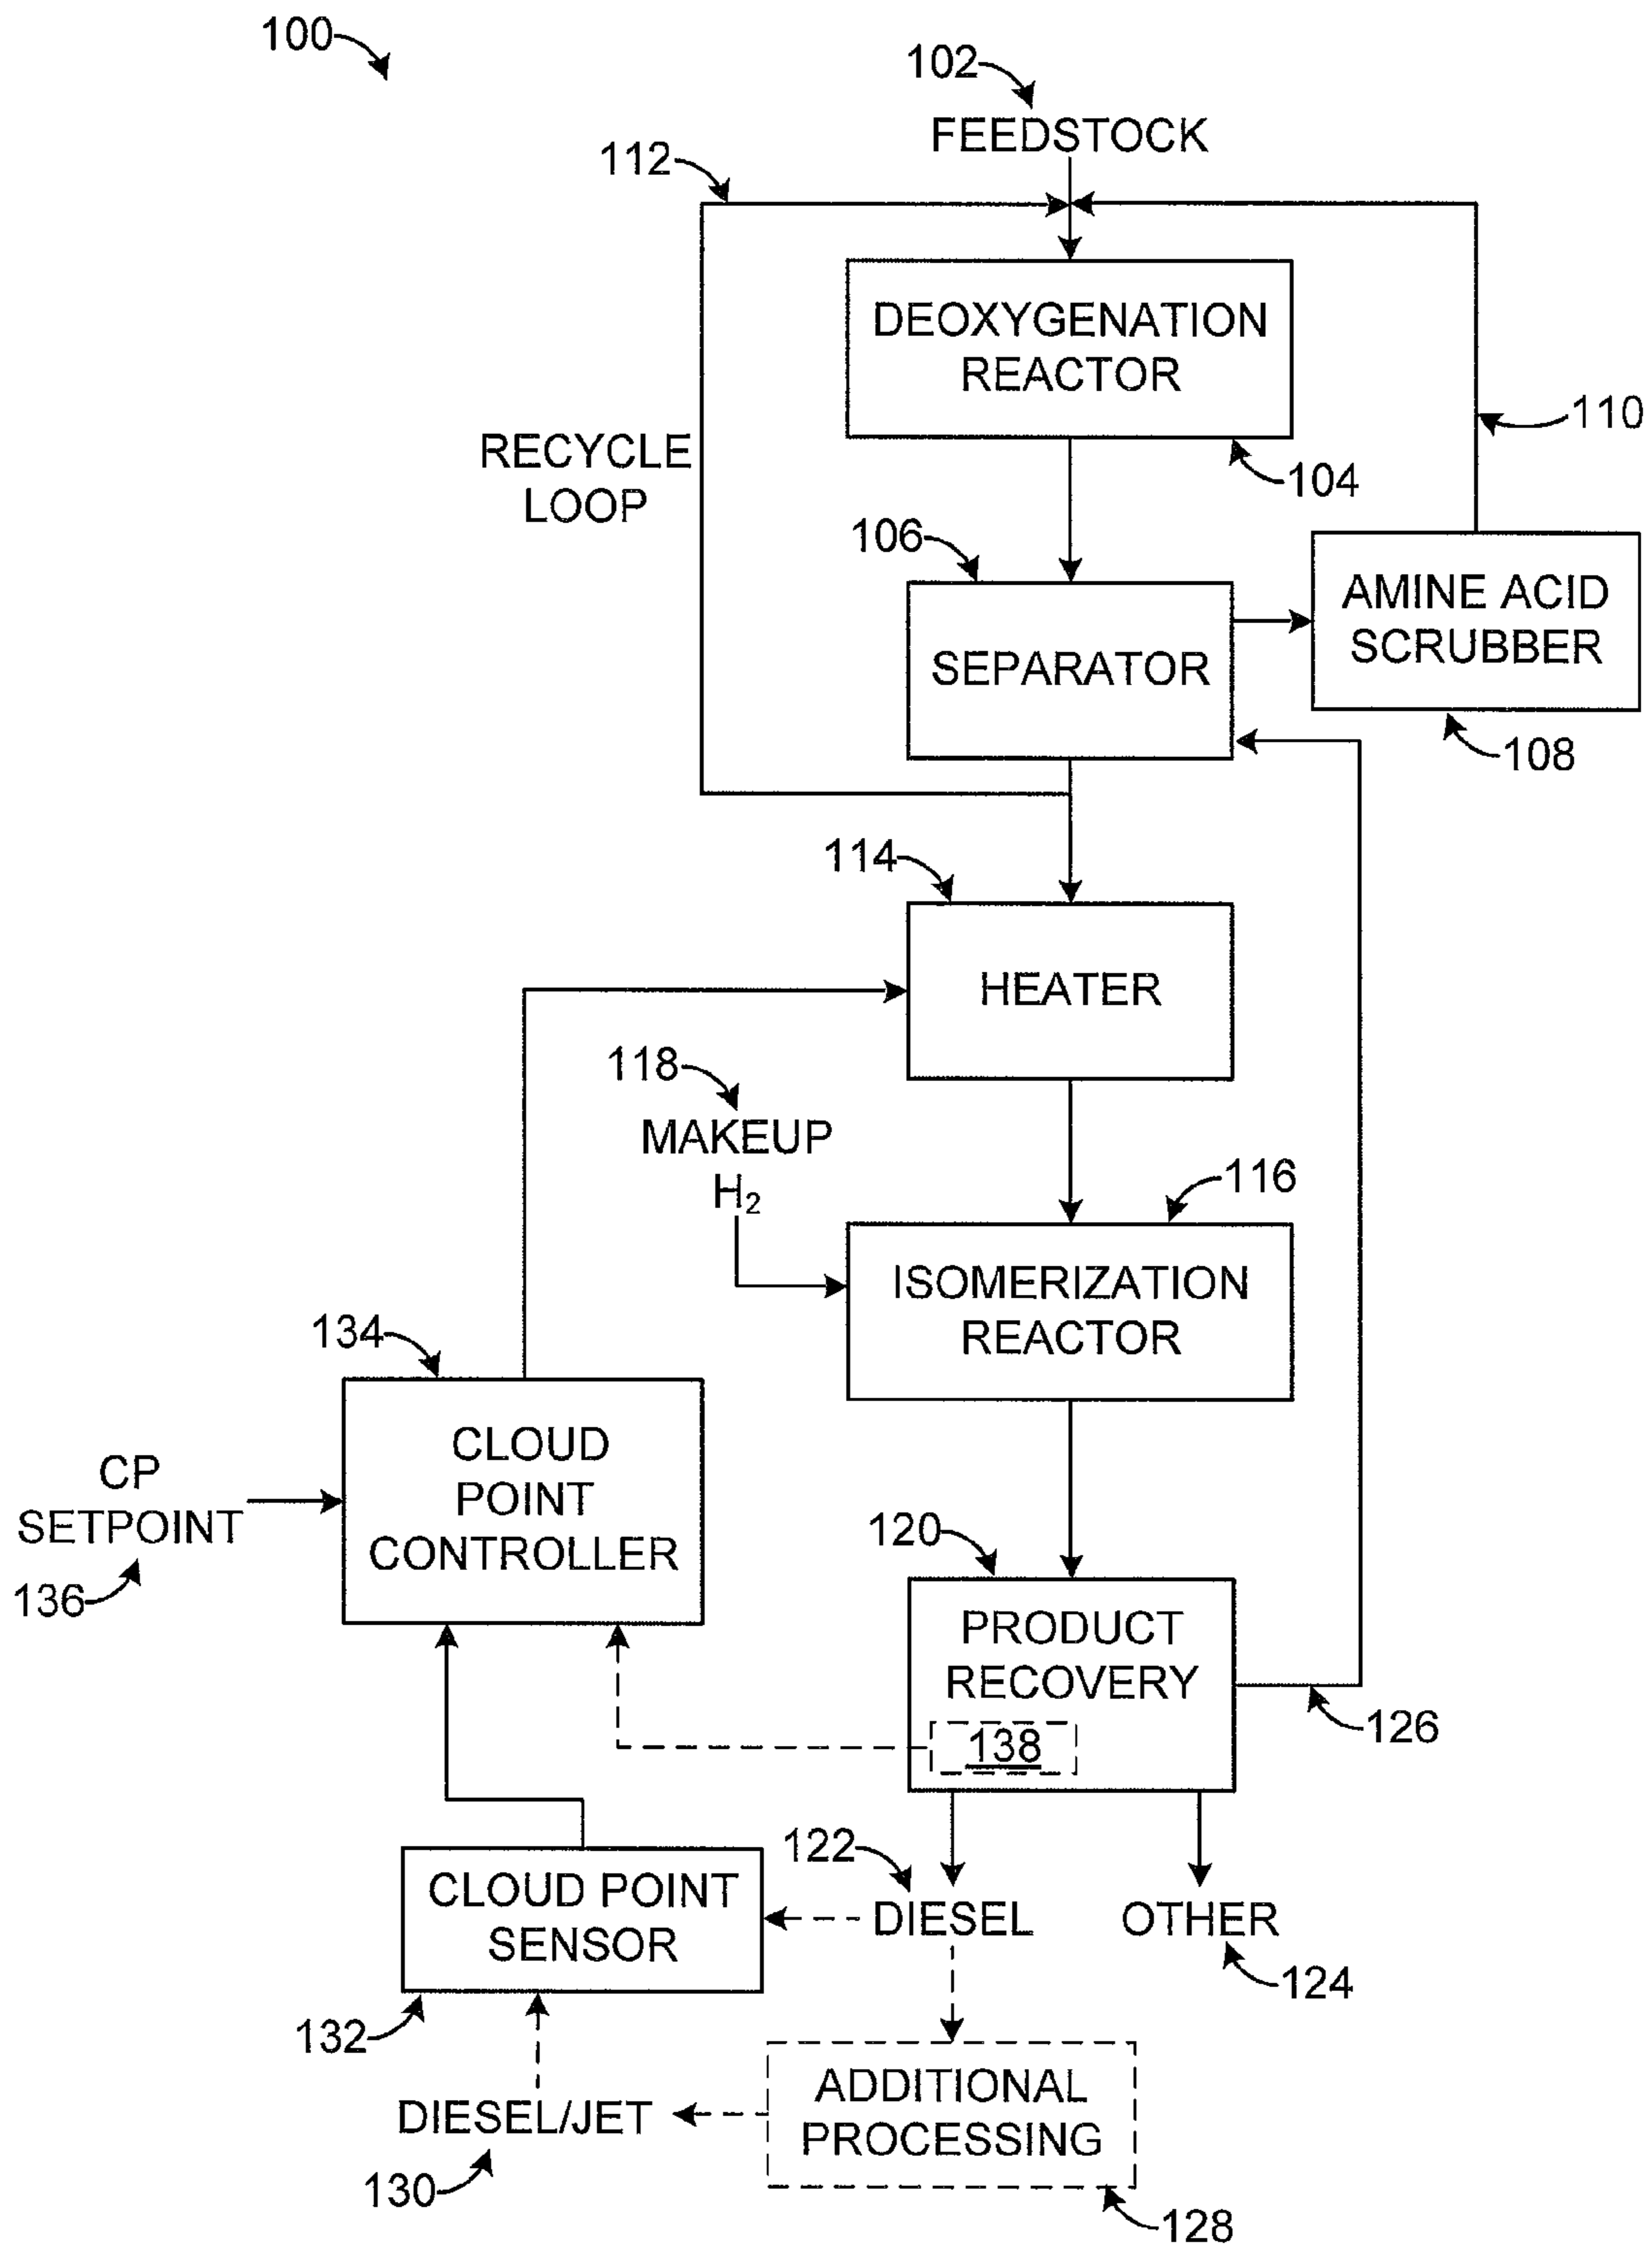 100
102
FEEDSTOCK
112
DEOXYGENATION
REACTOR
110
RECYCLE
LOOP
104
106
AMINE ACID
SCRUBBER
SEPARATOR
108
114
HEATER
118
MAKEUP
H2
116
ISOMERIZATION
REACTOR
134
CLOUD
POINT
CONTROLLER
CP
SETPOINT
136
120
PRODUCT
RECOVERY
138
126
122
CLOUD POINT
SENSOR
DIESEL
OTHER
124
132
ADDITIONAL
PROCESSING
DIESEL/JET
130
128